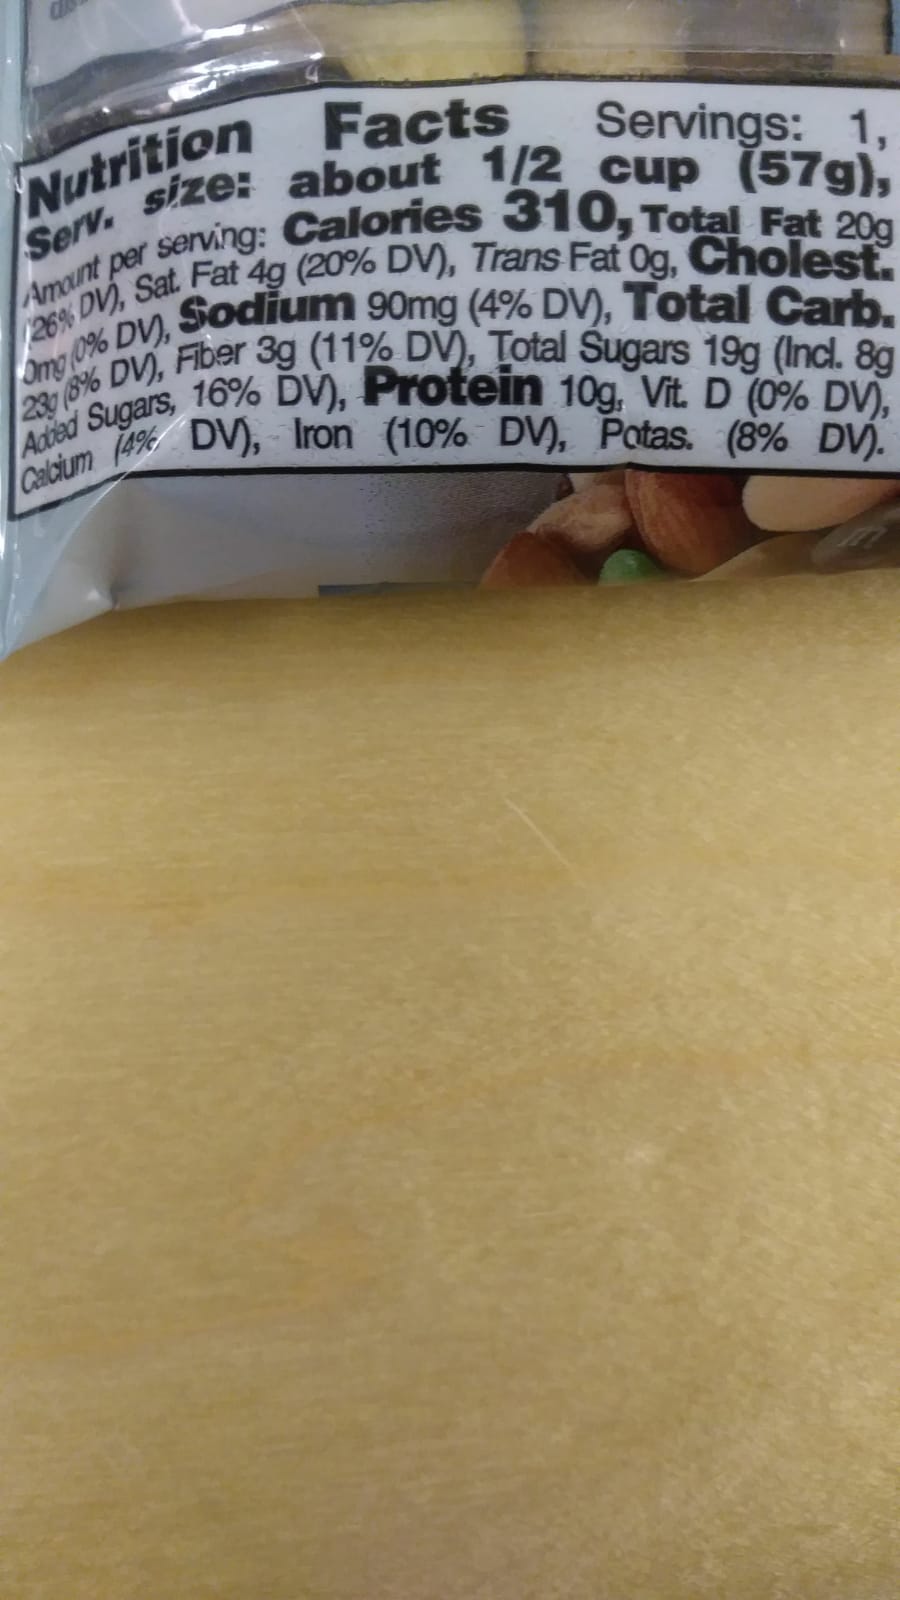 Nutrition Facts Servings: 1,
Serv. size: about 1/2 cup (57g),
Amount per serving: Calories 310, Total Fat 20g
(26% DV), Sat. Fat 4g (20% DV), Trans Fat 0g, Cholest.
0mg (0% DV), Sodium 90mg (4% DV), Total Carb.
23g (8% DV), Fiber 3g (11% DV), Total Sugars 19g (Incl. 8g
Added Sugars, 16% DV), Protein 10g, Vit. D (0% DV),
Calcium (4% DV), Iron (10% DV), Potas. (8% DV).
m